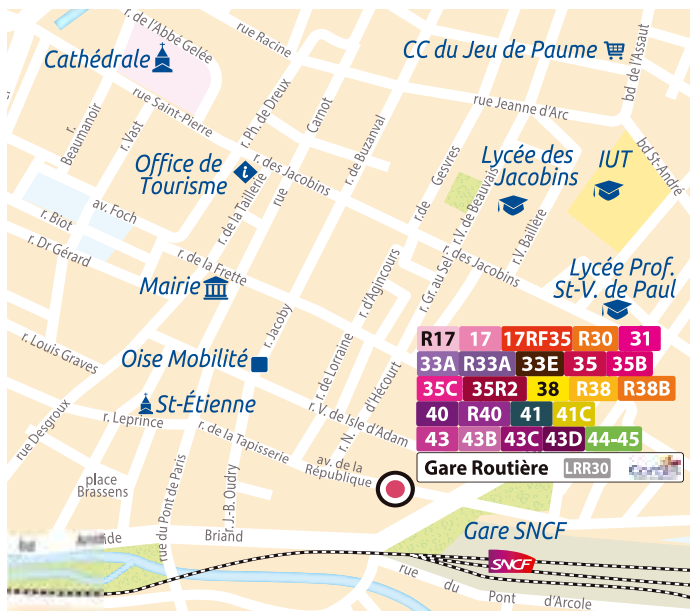 r. de l'Abbé Gelée
rue Racine
CC du Jeu de Paume
bd de l'Assaut
Cathédrale
rue Saint-Pierre
r. Ph. de Dreux
Carnot
rue Jeanne d'Arc
r.
Beaumanoir
r. Vast
r. de Buzanval
bd St-André
Office de
Tourisme
r. des Jacobins
Gesvres
r.de
Lycée des
Jacobins
IUT
r. de la Taillerie
rue
r.V. de Beauvais
r.V. Baillère
av. Foch
r. Biot
r. Dr Gérard
r. de la Frette
r. d'Agincourt
r. Gr. au Sel
r. des Jacobins
Lycée Prof.
St-V. de Paul
Mairie
r. Jacoby
R17 17 17RF35 R30 31
33A R33A 33E 35 35B
35C 35R2 38 R38 R38B
40 R40 41 41C
43 43B 43C 43D 44-45
Gare Routière LRR30
r. Louis Graves
Oise Mobilité
r. de Lorraine
d'Hécourt
r. N.
St-Étienne
r. Leprince
r. V. de Isle d'Adam
rue Desgroux
r. de la Tapisserie
av. de la
République
place
Brassens
rue du Pont de Paris
r. J.-B. Oudry
Briand
Gare SNCF
SNCF
rue du Pont d'Arcole